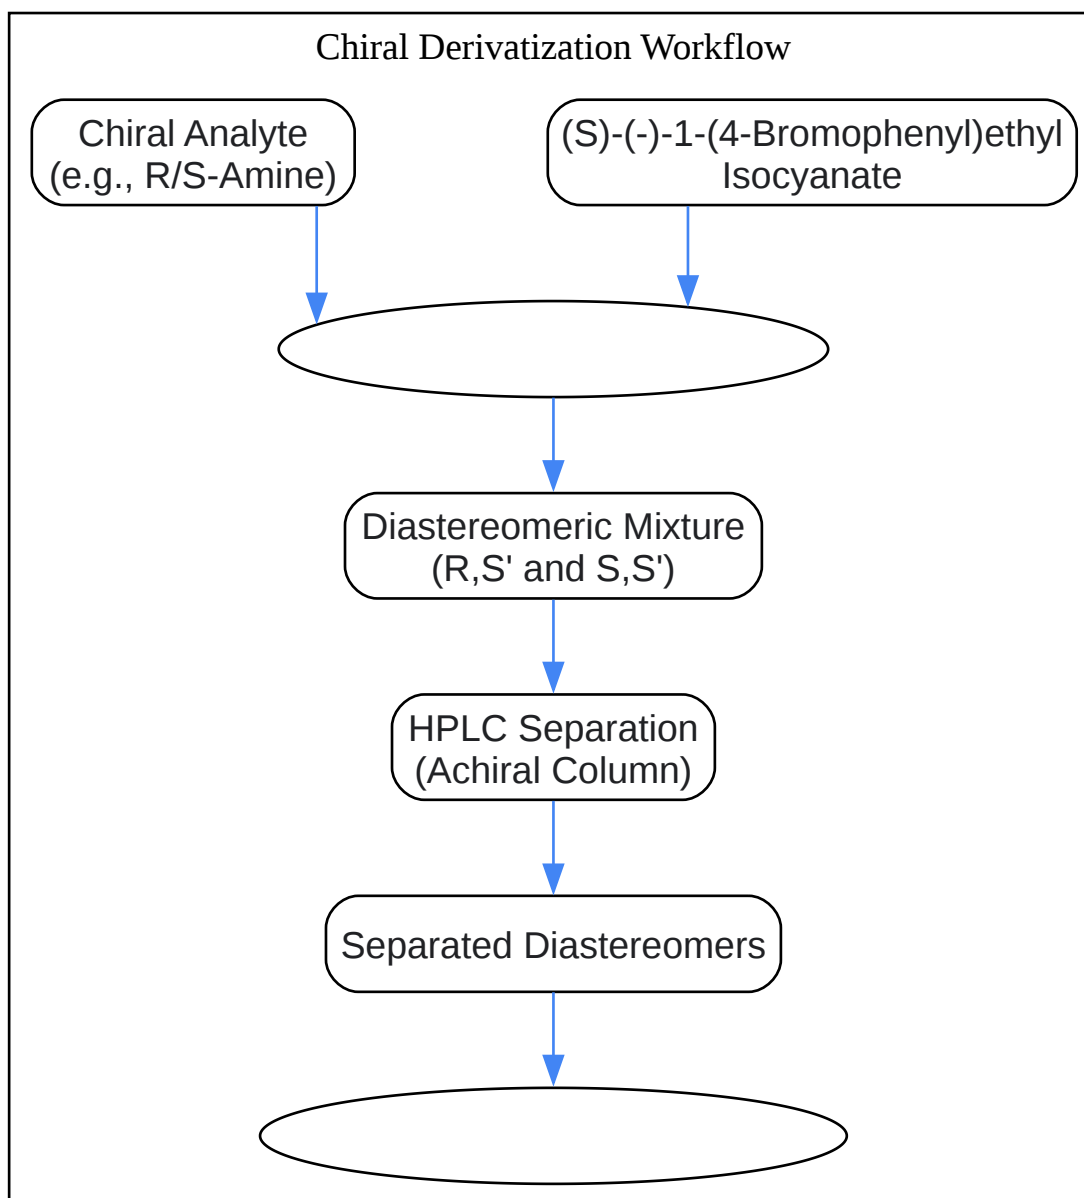 Chiral Derivatization Workflow
Chiral Analyte
(e.g., R/S-Amine)
(S)-(-)-1-(4-Bromophenyl)ethyl
Isocyanate
Diastereomeric Mixture
(R,S' and S,S')
HPLC Separation
(Achiral Column)
Separated Diastereomers